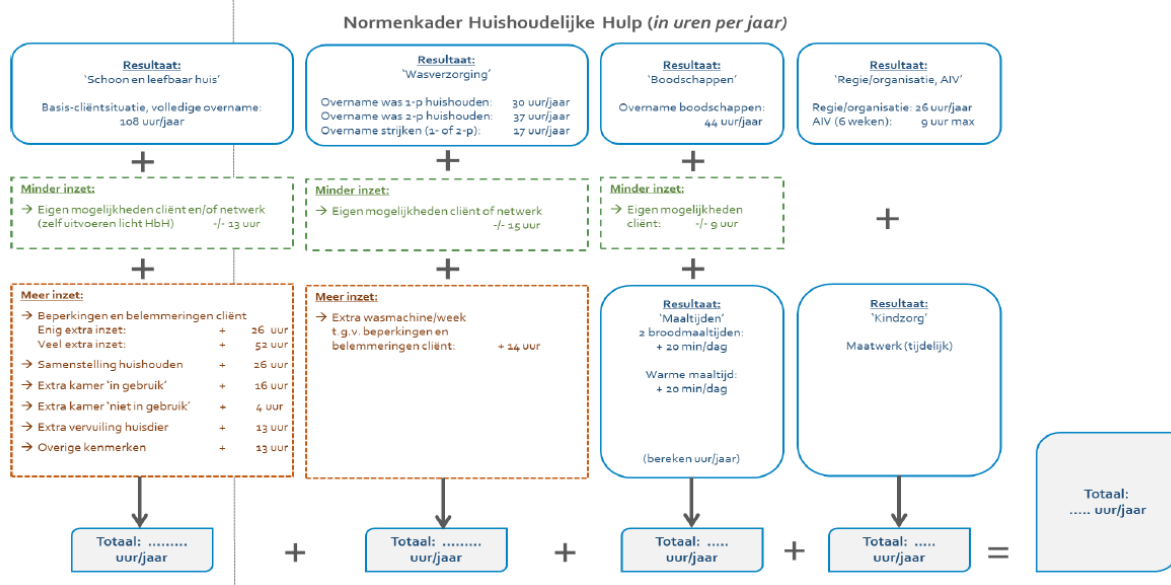 Normenkader Huishoudelijke Hulp (in uren per jaar)
Resultaat:
'Schoon en leefbaar huis'
Basis-cliëntsituatie, volledige overname:
108 uur/jaar
Resultaat:
'Wasverzorging'
Overname was 1-p huishouden: 30 uur/jaar
Overname was 2-p huishouden: 37 uur/jaar
Overname strijken (1- of 2-p): 17 uur/jaar
Resultaat:
'Boodschappen'
Overname boodschappen:
44 uur/jaar
Resultaat:
'Regie/organisatie, AIV'
Regie/organisatie: 26 uur/jaar
AIV (6 weken): 9 uur max
+ + +
Minder inzet:
→ Eigen mogelijkheden cliënt en/of netwerk
(zelf uitvoeren licht HbH) -/- 13 uur
Minder inzet:
→ Eigen mogelijkheden cliënt of netwerk
-/- 15 uur
Minder inzet:
→ Eigen mogelijkheden
cliënt: -/- 9 uur
+
+ + +
Meer inzet:
→ Beperkingen en belemmeringen cliënt
Enig extra inzet: + 26 uur
Veel extra inzet: + 52 uur
→ Samenstelling huishouden + 26 uur
→ Extra kamer 'in gebruik' + 16 uur
→ Extra kamer 'niet in gebruik' + 4 uur
→ Extra vervuiling huisdier + 13 uur
→ Overige kenmerken + 13 uur
Meer inzet:
→ Extra wasmachine/week
t.g.v. beperkingen en
belemmeringen cliënt: + 14 uur
Resultaat:
'Maaltijden'
2 broodmaaltijden:
+ 20 min/dag
Warme maaltijd:
+ 20 min/dag
(bereken uur/jaar)
Resultaat:
'Kindzorg'
Maatwerk (tijdelijk)
Totaal: .........
uur/jaar
+
Totaal: .........
uur/jaar
+
Totaal: .....
uur/jaar
+
Totaal: .....
uur/jaar
=
Totaal:
..... uur/jaar